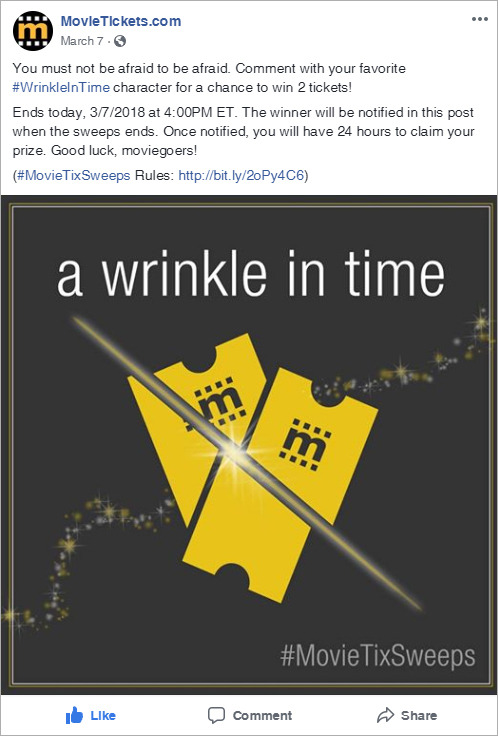 MovieTickets.com
March 7 ·
You must not be afraid to be afraid. Comment with your favorite
#WrinkleInTime character for a chance to win 2 tickets!
Ends today, 3/7/2018 at 4:00PM ET. The winner will be notified in this post
when the sweeps ends. Once notified, you will have 24 hours to claim your
prize. Good luck, moviegoers!
(#MovieTixSweeps Rules: http://bit.ly/2oPy4C6)
a wrinkle in time
m
m
#MovieTixSweeps
Like
Comment
Share